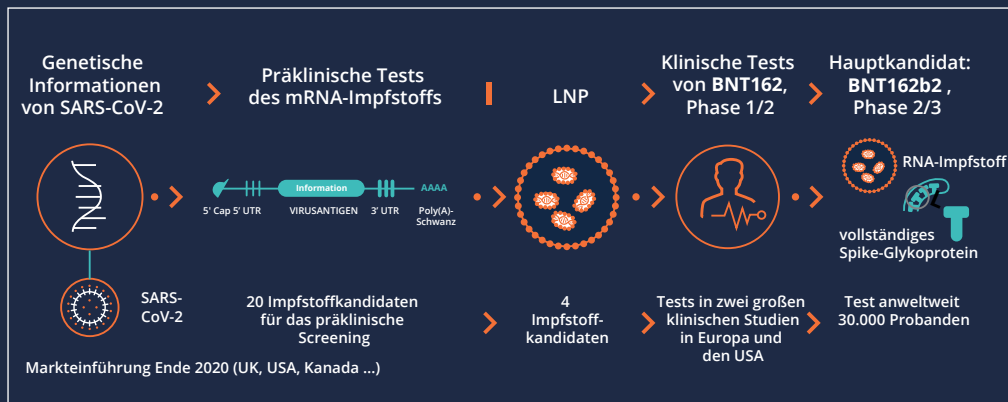 Genetische
Informationen
von SARS-CoV-2
Präklinische Tests
des mRNA-Impfstoffs
LNP
Klinische Tests
von BNT162,
Phase 1/2
Hauptkandidat:
BNT162b2 ,
Phase 2/3
Information
AAAA
5' Cap 5' UTR
VIRUSANTIGEN
3' UTR
Poly(A)-
Schwanz
RNA-Impfstoff
vollständiges
Spike-Glykoprotein
SARS-
CoV-2
20 Impfstoffkandidaten
für das präklinische
Screening
4
Impfstoff-
kandidaten
Tests in zwei großen
klinischen Studien
in Europa und
den USA
Test anweltweit
30.000 Probanden
Markteinführung Ende 2020 (UK, USA, Kanada ...)